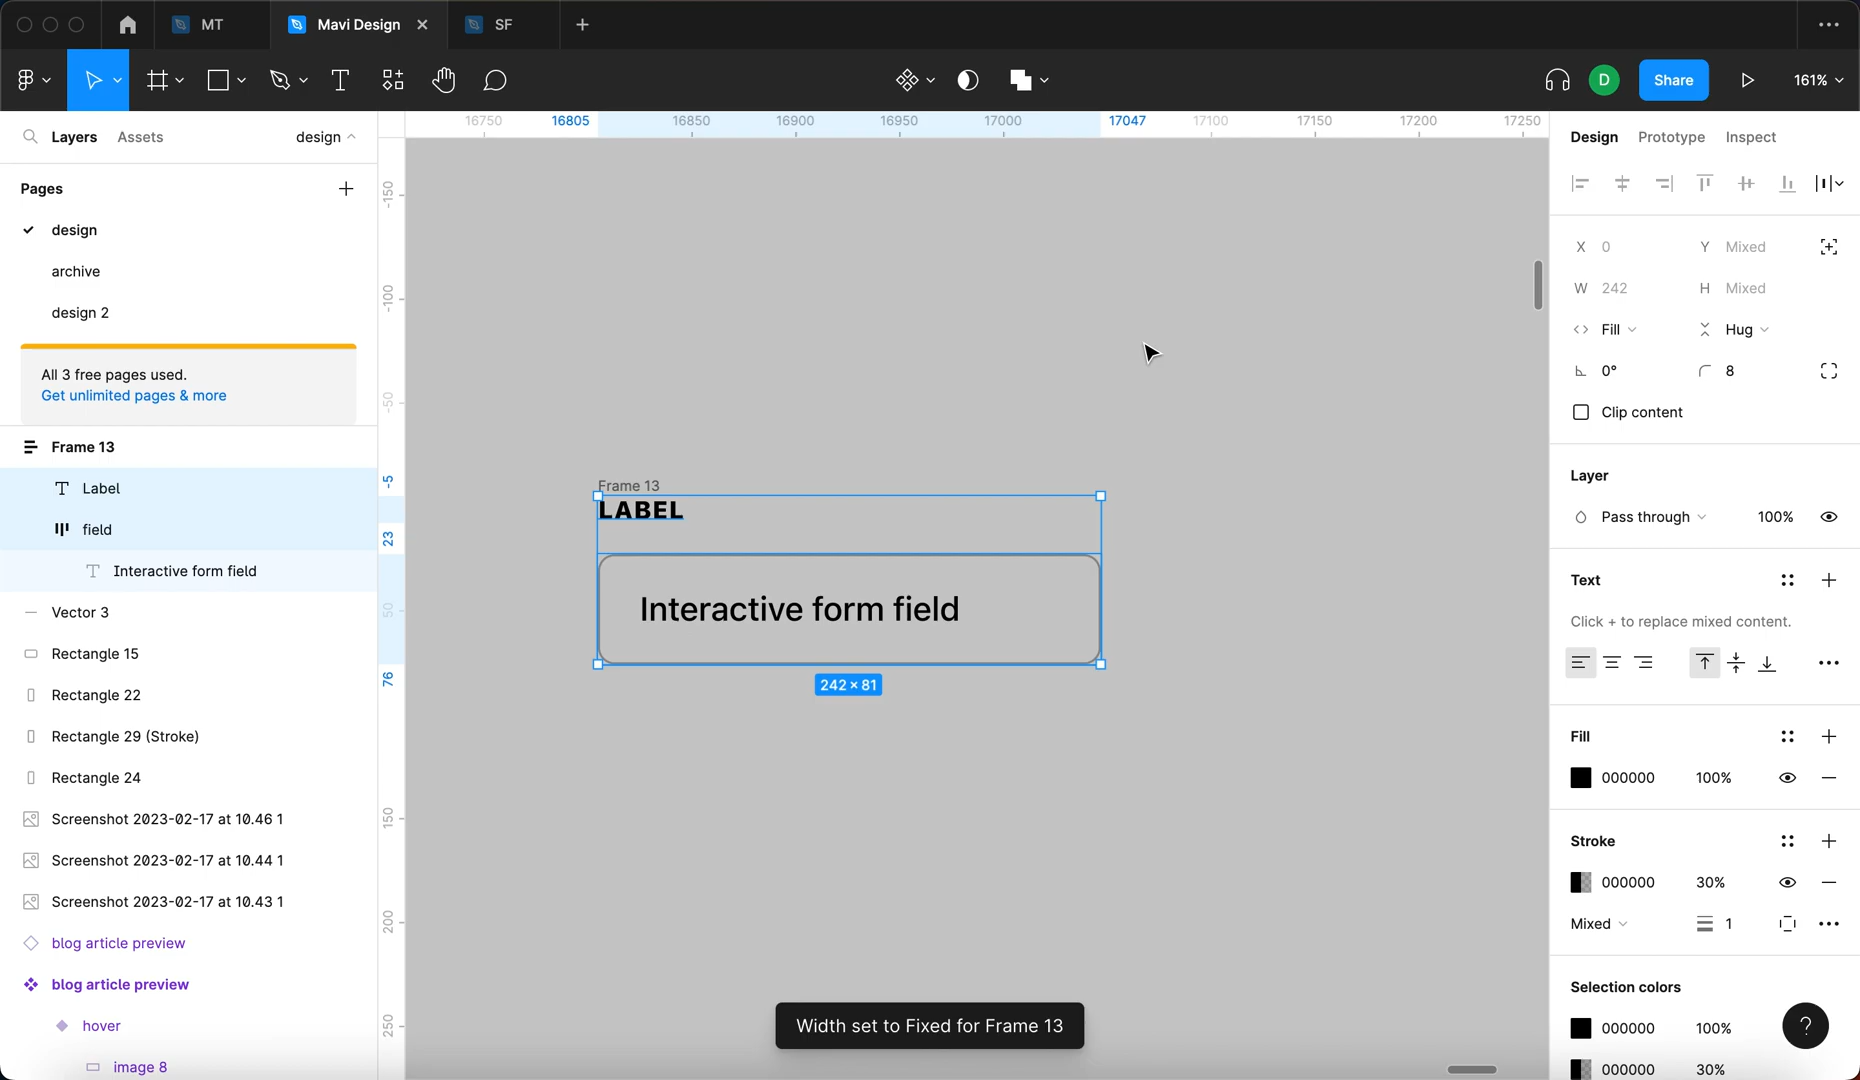 MT
Mavi Design
SF
Share
D
161%
Layers
Assets
design
Pages
design
archive
design 2
All 3 free pages used.
Get unlimited pages & more
Frame 13
Label
field
Interactive form field
Vector 3
Rectangle 15
Rectangle 22
Rectangle 29 (Stroke)
Rectangle 24
Screenshot 2023-02-17 at 10.46 1
Screenshot 2023-02-17 at 10.44 1
Screenshot 2023-02-17 at 10.43 1
blog article preview
blog article preview
hover
image 8
16750
16805
16850
16900
16950
17000
17047
17100
17150
17200
17250
-150
-100
-50
-5
23
50
76
150
200
250
Frame 13
LABEL
Interactive form field
242 × 81
Width set to Fixed for Frame 13
Design
Prototype
Inspect
X 0
Y Mixed
W 242
H Mixed
Fill
Hug
0°
8
Clip content
Layer
Pass through
100%
Text
Click + to replace mixed content.
Fill
000000 100%
Stroke
000000 30%
Mixed
1
Selection colors
000000 100%
000000 30%
?